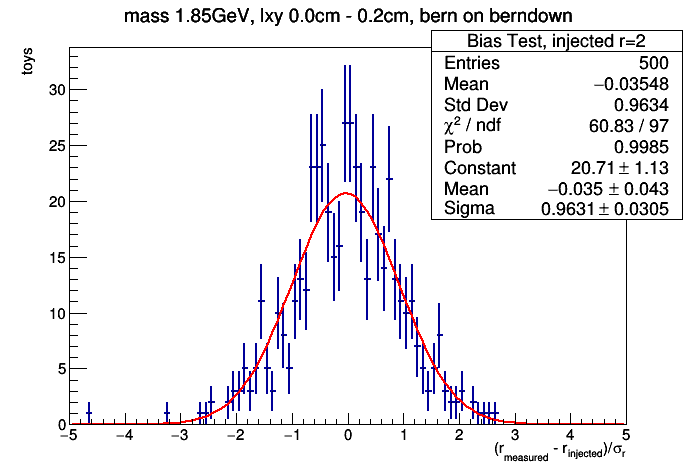 mass 1.85GeV, lxy 0.0cm - 0.2cm, bern on berndown
Bias Test, injected r=2
Entries 500
Mean −0.03548
Std Dev 0.9634
χ² / ndf 60.83 / 97
Prob 0.9985
Constant 20.71 ± 1.13
Mean −0.035 ± 0.043
Sigma 0.9631 ± 0.0305
toys
30
25
20
15
10
5
0
−5 −4 −3 −2 −1 0 1 2 3 4 5
(r_measured - r_injected)/σ_r